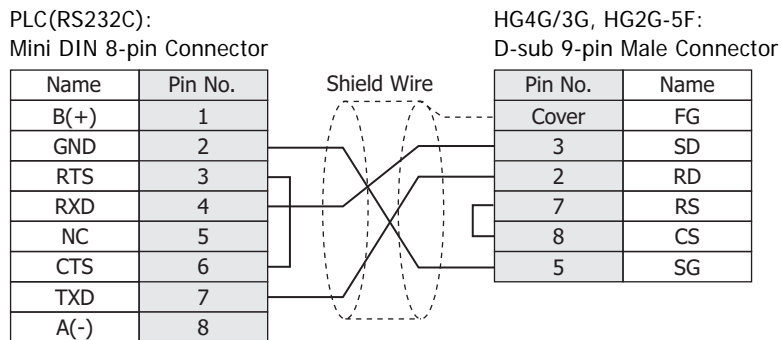 PLC(RS232C):
Mini DIN 8-pin Connector
HG4G/3G, HG2G-5F:
D-sub 9-pin Male Connector
Name Pin No.
B(+) 1
GND 2
RTS 3
RXD 4
NC 5
CTS 6
TXD 7
A(-) 8
Shield Wire
Pin No. Name
Cover FG
3 SD
2 RD
7 RS
8 CS
5 SG